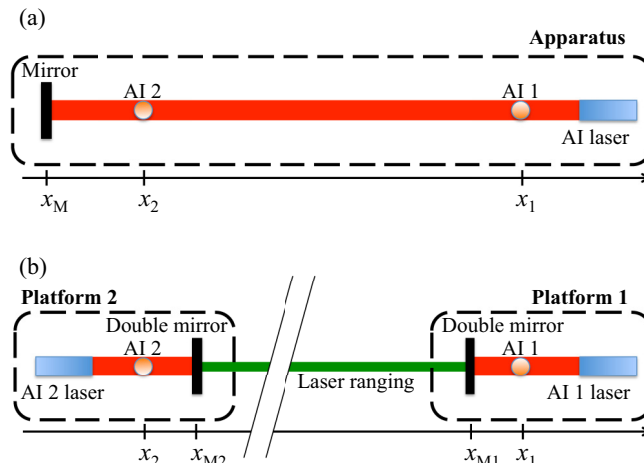 (a)
Apparatus
Mirror
AI 2
AI 1
AI laser
x_M
x_2
x_1
(b)
Platform 2
Platform 1
Double mirror
Double mirror
AI 2
AI 1
AI 2 laser
Laser ranging
AI 1 laser
x_2
x_M2
x_M1
x_1